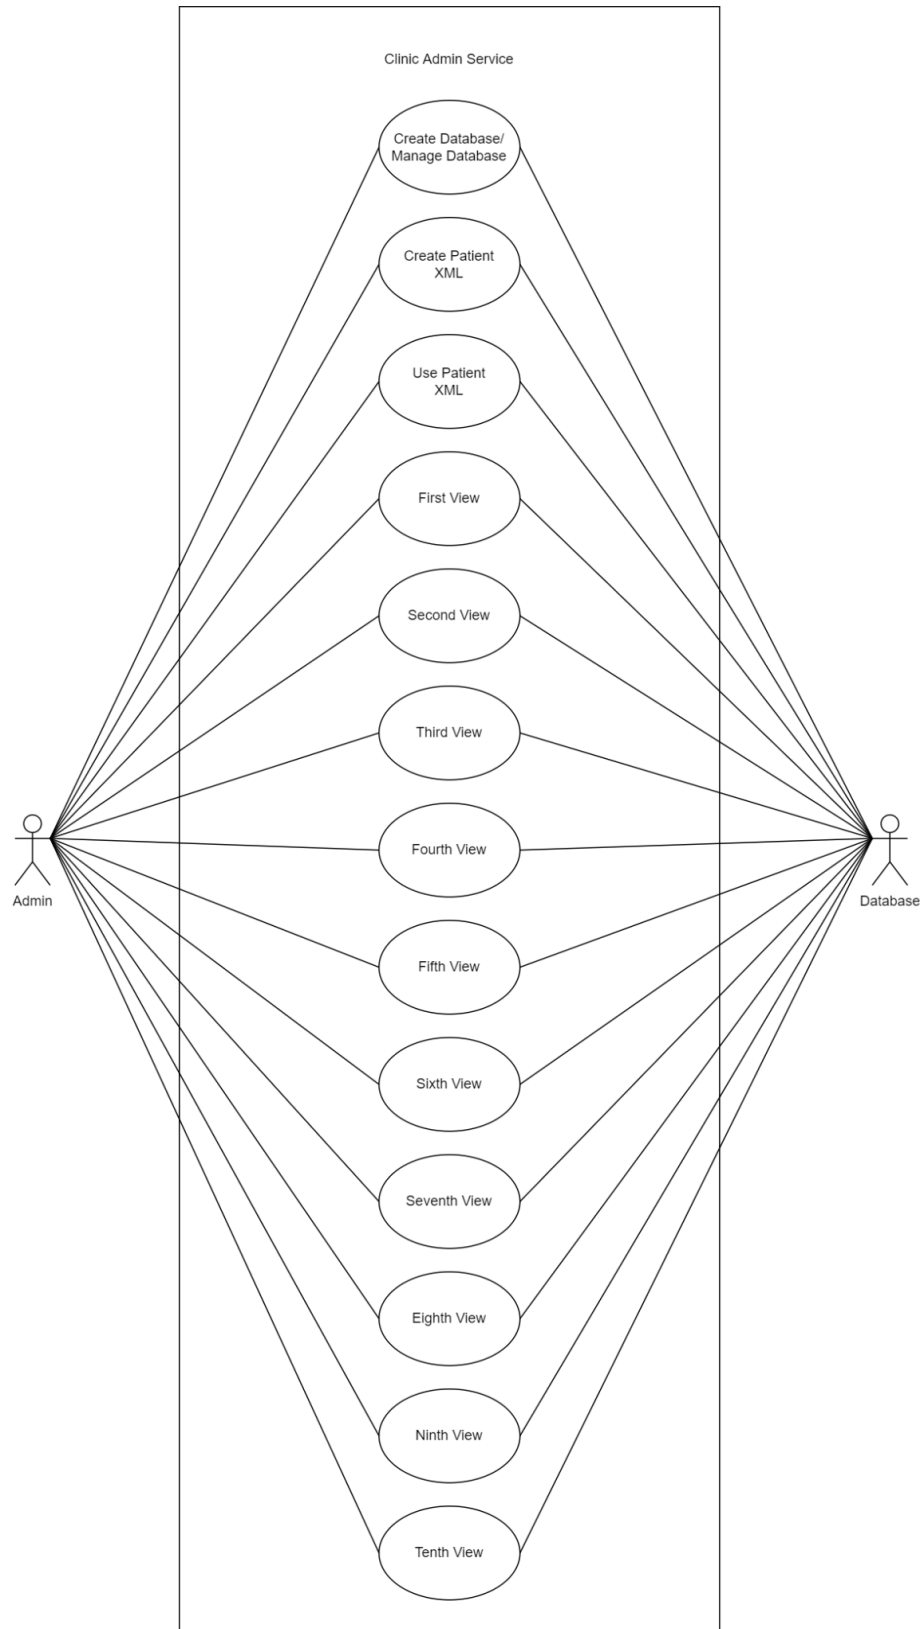 Clinic Admin Service
Create Database/
Manage Database
Create Patient
XML
Use Patient
XML
First View
Second View
Third View
Fourth View
Admin
Database
Fifth View
Sixth View
Seventh View
Eighth View
Ninth View
Tenth View